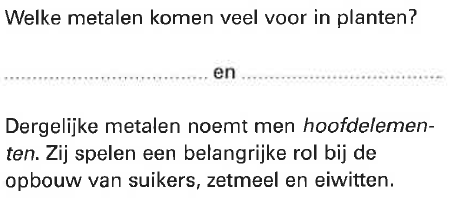 Welke metalen komen veel voor in planten?
................................ en ................................
Dergelijke metalen noemt men hoofdelemen-
ten. Zij spelen een belangrijke rol bij de
opbouw van suikers, zetmeel en eiwitten.